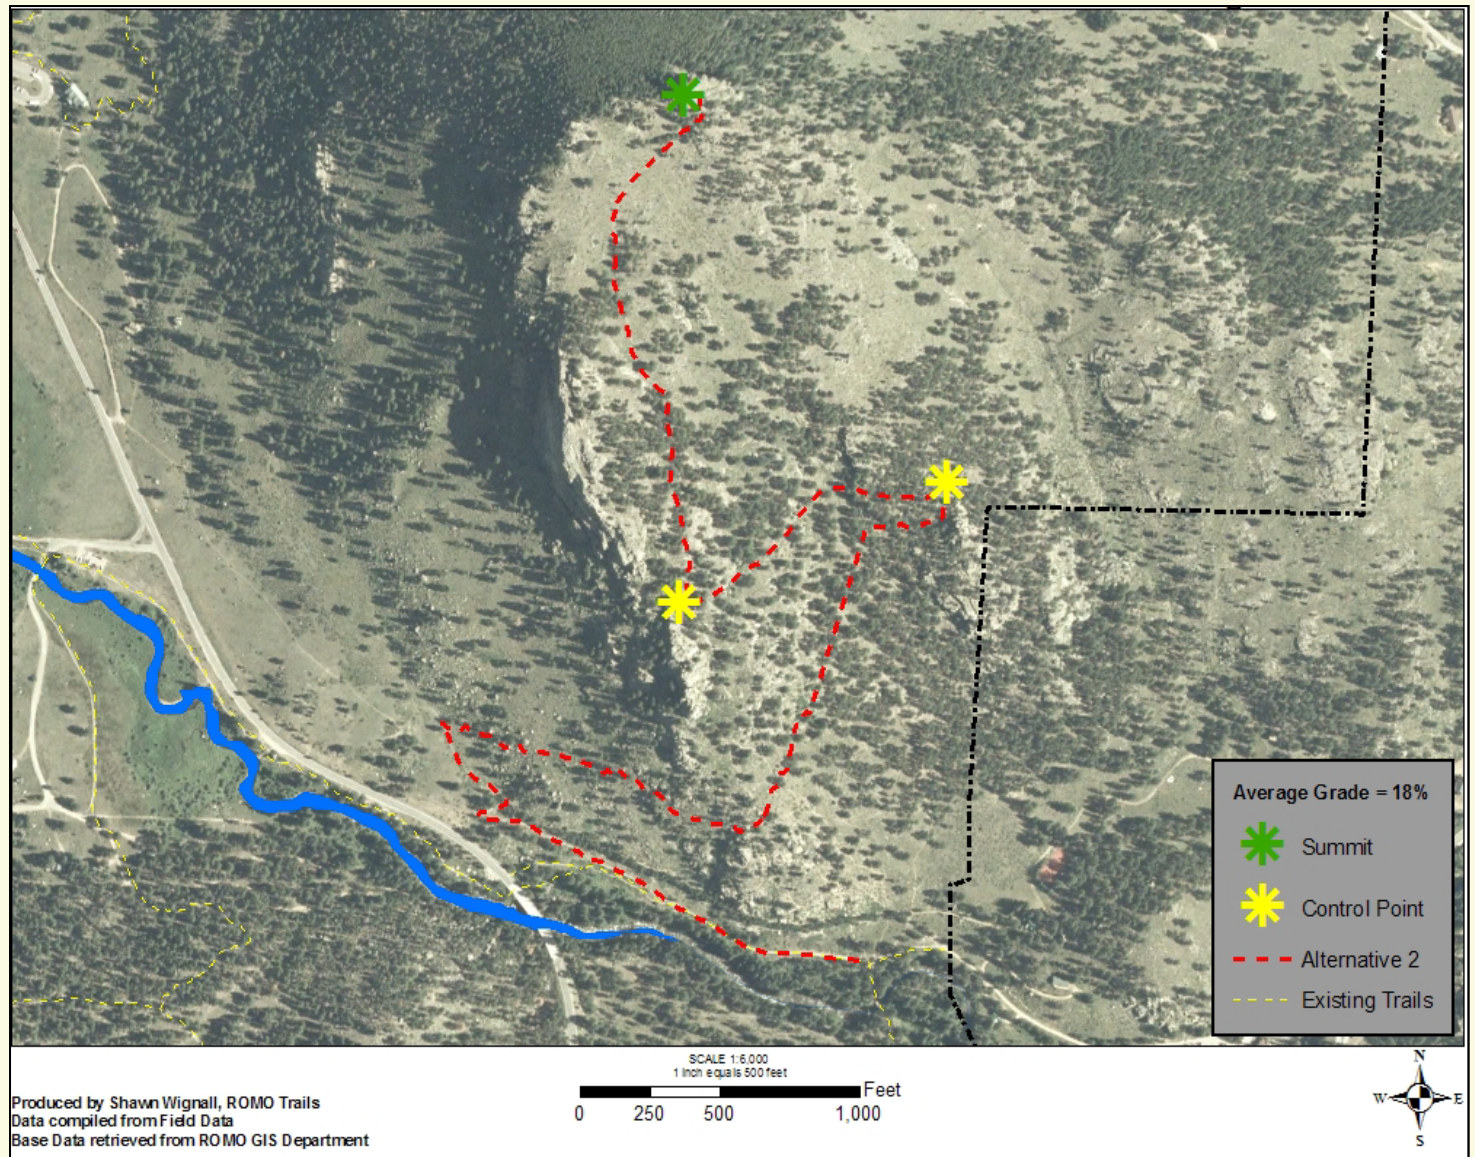 Average Grade = 18%
Summit
Control Point
Alternative 2
Existing Trails
SCALE 1:6,000
1 inch equals 500 feet
Feet
0 250 500 1,000
N
W E
S
Produced by Shawn Wignall, ROMO Trails
Data compiled from Field Data
Base Data retrieved from ROMO GIS Department